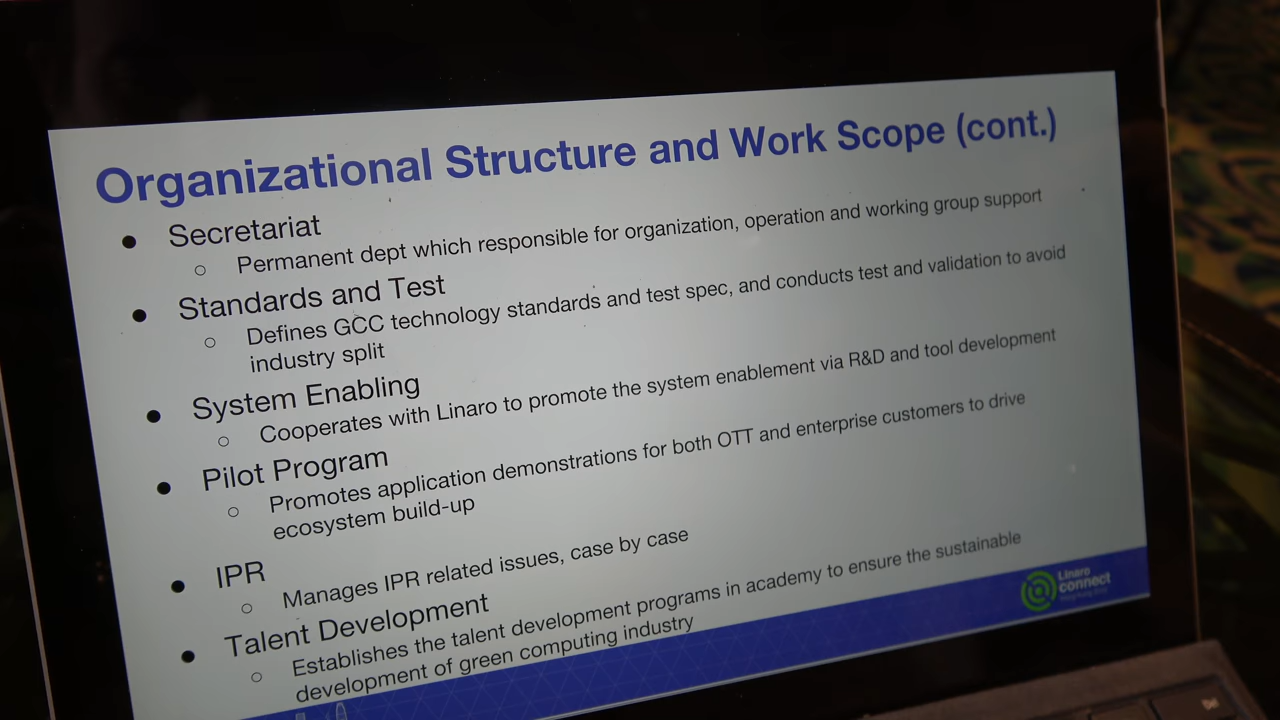 Organizational Structure and Work Scope (cont.)
● Secretariat
○ Permanent dept which responsible for organization, operation and working group support
● Standards and Test
○ Defines GCC technology standards and test spec, and conducts test and validation to avoid
industry split
● System Enabling
○ Cooperates with Linaro to promote the system enablement via R&D and tool development
● Pilot Program
○ Promotes application demonstrations for both OTT and enterprise customers to drive
ecosystem build-up
● IPR
○ Manages IPR related issues, case by case
● Talent Development
○ Establishes the talent development programs in academy to ensure the sustainable
development of green computing industry
Linaro
connect